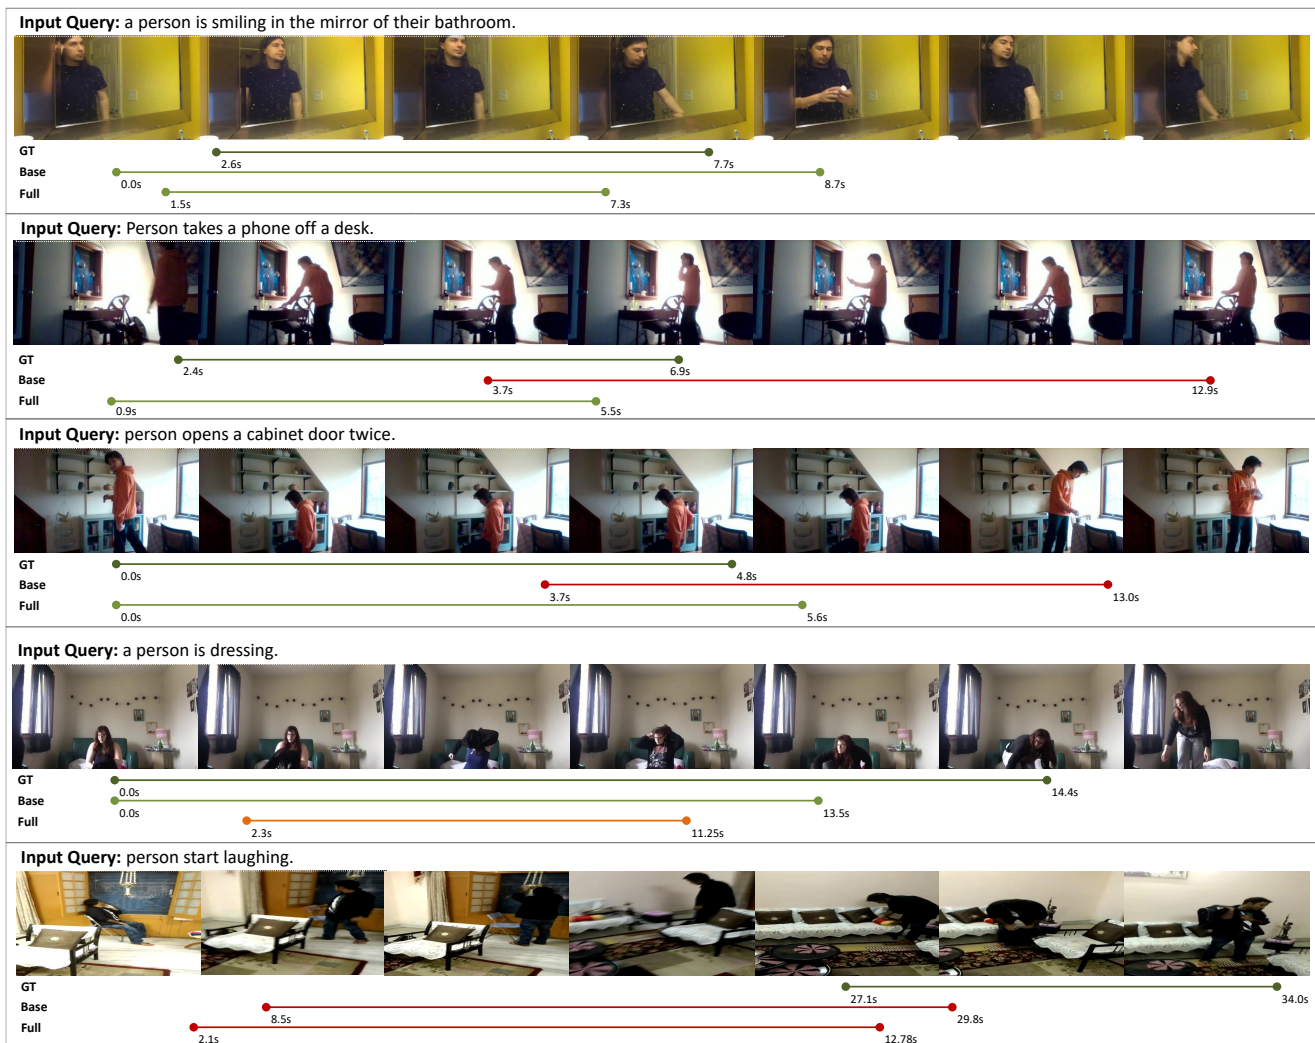 Input Query: a person is smiling in the mirror of their bathroom.
GT
2.6s 7.7s
Base
0.0s 8.7s
Full
1.5s 7.3s
Input Query: Person takes a phone off a desk.
GT
2.4s 6.9s
Base
3.7s 12.9s
Full
0.9s 5.5s
Input Query: person opens a cabinet door twice.
GT
0.0s 4.8s
Base
3.7s 13.0s
Full
0.0s 5.6s
Input Query: a person is dressing.
GT
0.0s 14.4s
Base
0.0s 13.5s
Full
2.3s 11.25s
Input Query: person start laughing.
GT
27.1s 34.0s
Base
8.5s 29.8s
Full
2.1s 12.78s